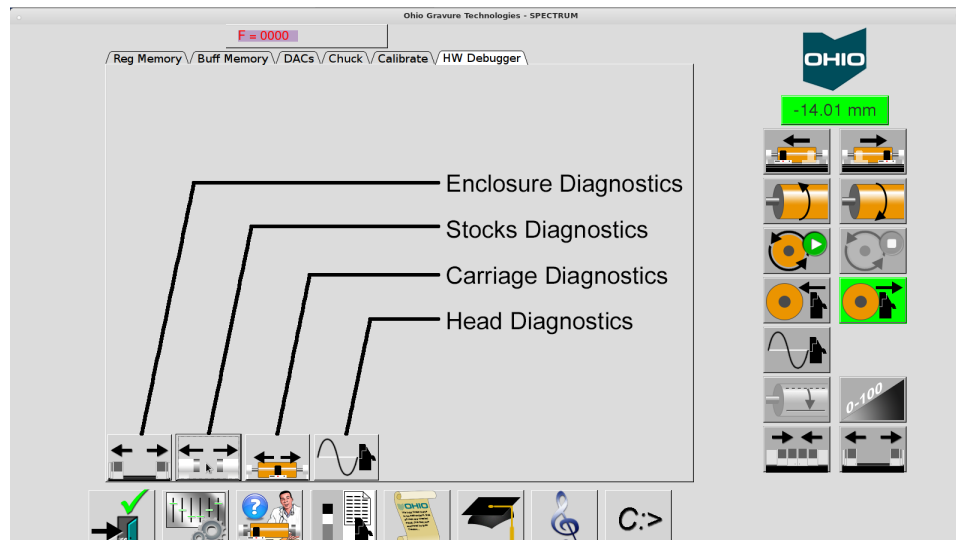 Ohio Gravure Technologies - SPECTRUM
F = 0000
Reg Memory Buff Memory DACs Chuck Calibrate HW Debugger
OHIO
-14.01 mm
Enclosure Diagnostics
Stocks Diagnostics
Carriage Diagnostics
Head Diagnostics
0-100
?
OHIO
C:>